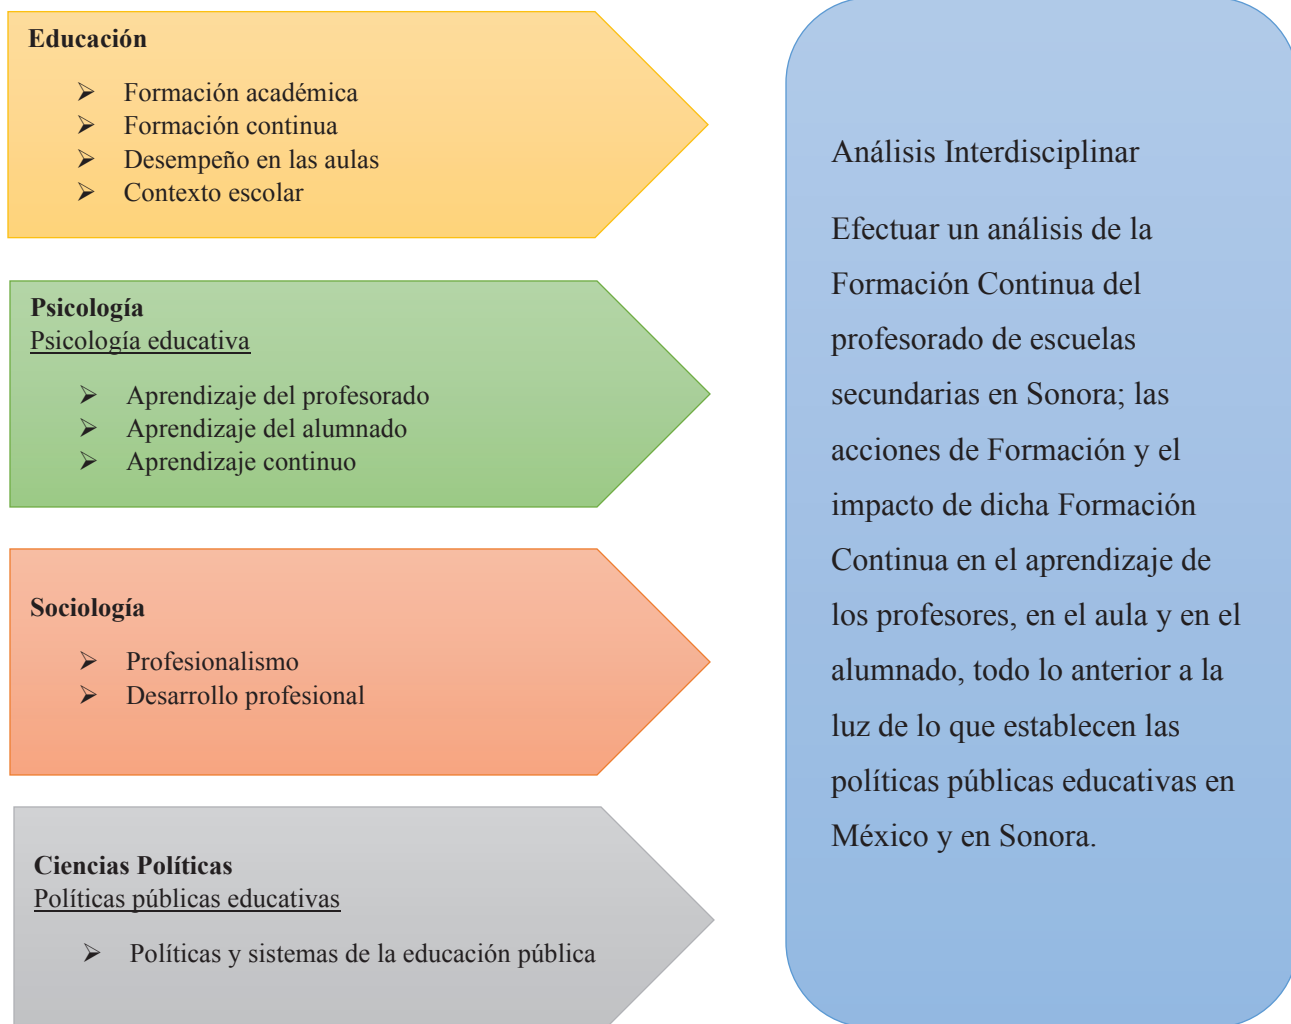 Educación
➢ Formación académica
➢ Formación continua
➢ Desempeño en las aulas
➢ Contexto escolar
Psicología
Psicología educativa
➢ Aprendizaje del profesorado
➢ Aprendizaje del alumnado
➢ Aprendizaje continuo
Sociología
➢ Profesionalismo
➢ Desarrollo profesional
Ciencias Políticas
Políticas públicas educativas
➢ Políticas y sistemas de la educación pública
Análisis Interdisciplinar
Efectuar un análisis de la
Formación Continua del
profesorado de escuelas
secundarias en Sonora; las
acciones de Formación y el
impacto de dicha Formación
Continua en el aprendizaje de
los profesores, en el aula y en el
alumnado, todo lo anterior a la
luz de lo que establecen las
políticas públicas educativas en
México y en Sonora.